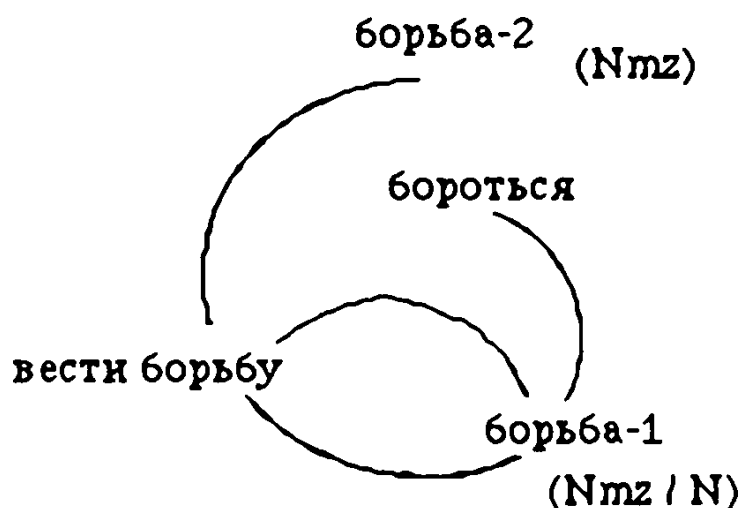 борьба-2 (Nmz)
бороться
вести борьбу
борьба-1
(Nmz / N)